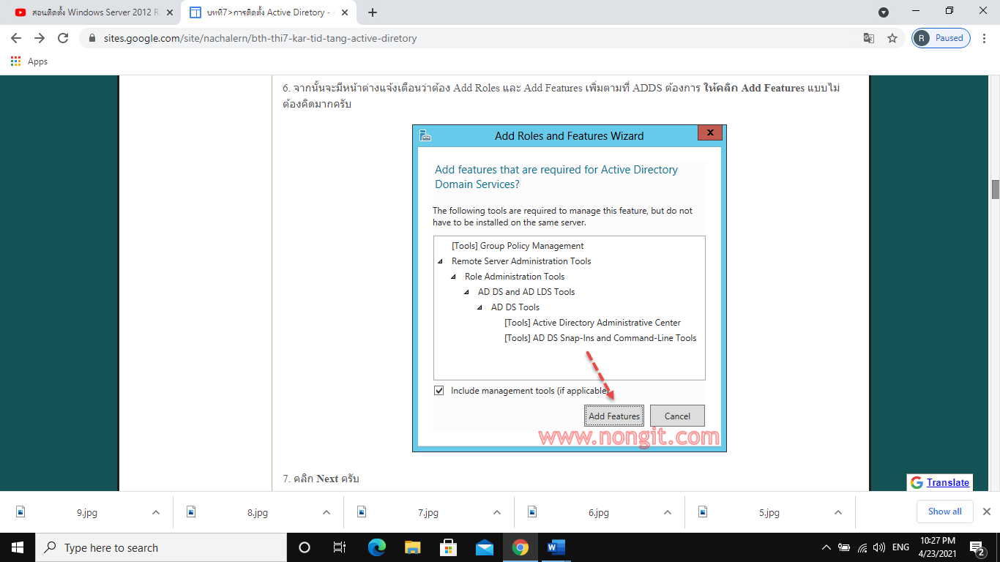 สอนติดตั้ง Windows Server 2012 R
บทที่7>การติดตั้ง Active Diretory -
sites.google.com/site/nachalern/bth-thi7-kar-tid-tang-active-diretory
R
Paused
Apps
6. จากนั้นจะมีหน้าต่างแจ้งเตือนว่าต้อง Add Roles และ Add Features เพิ่มตามที่ ADDS ต้องการ ให้คลิก Add Features แบบไม่
ต้องคิดมากครับ
Add Roles and Features Wizard
Add features that are required for Active Directory
Domain Services?
The following tools are required to manage this feature, but do not
have to be installed on the same server.
[Tools] Group Policy Management
Remote Server Administration Tools
Role Administration Tools
AD DS and AD LDS Tools
AD DS Tools
[Tools] Active Directory Administrative Center
[Tools] AD DS Snap-Ins and Command-Line Tools
Include management tools (if applicable)
Add Features
Cancel
www.nongit.com
7. คลิก Next ครับ
Translate
9.jpg
8.jpg
7.jpg
6.jpg
5.jpg
Show all
Type here to search
ENG
10:27 PM
4/23/2021
2